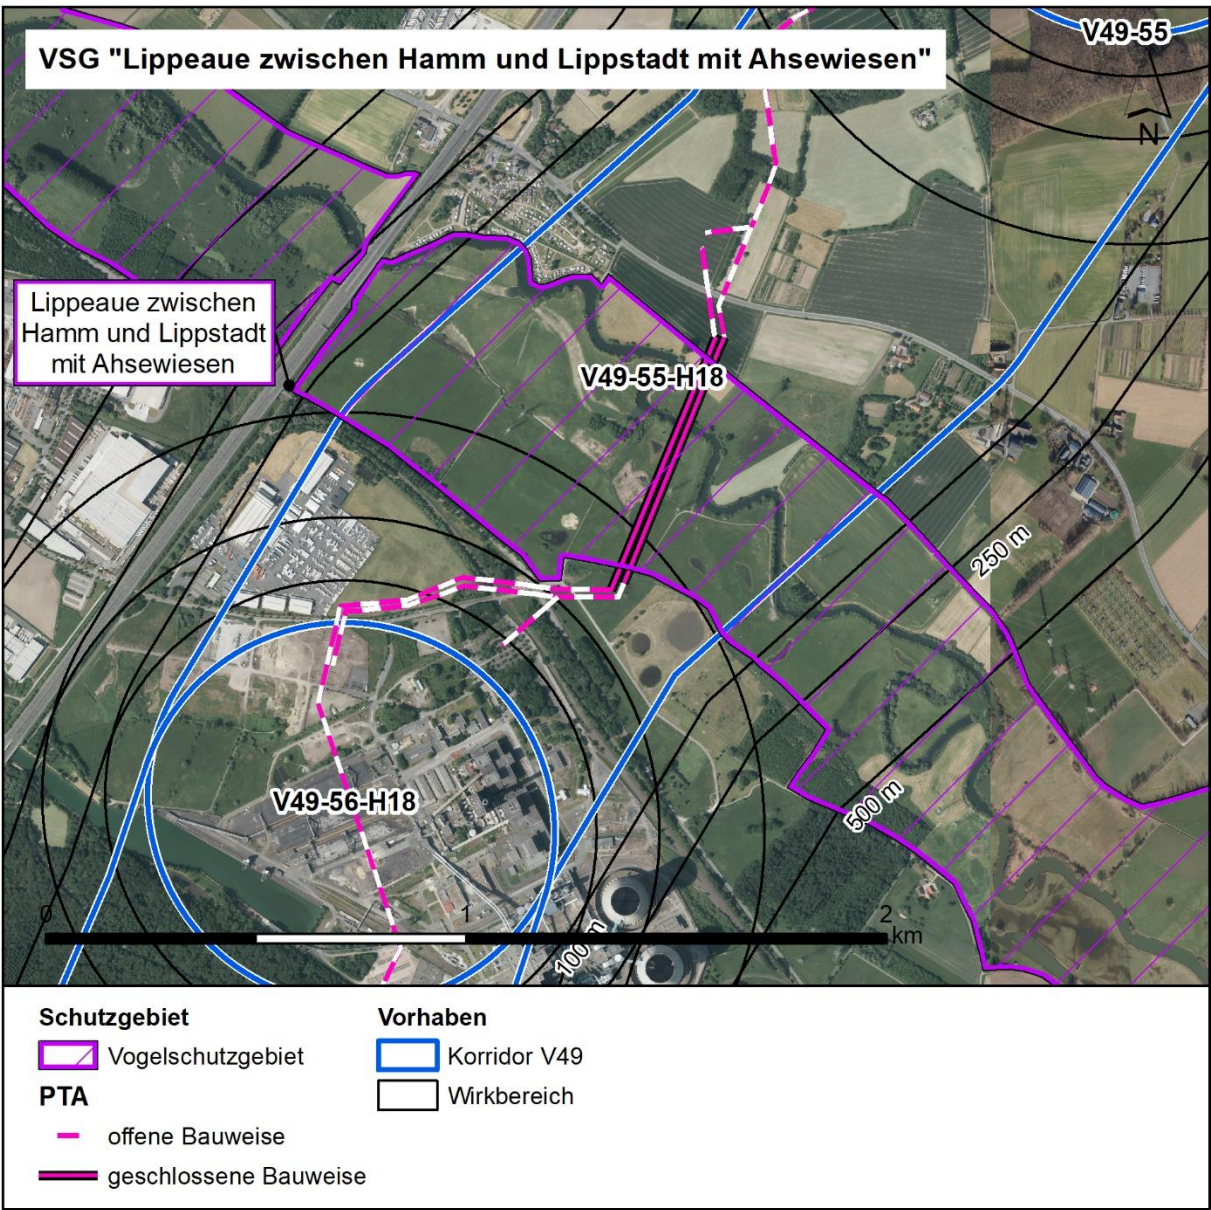 VSG "Lippeaue zwischen Hamm und Lippstadt mit Ahsewiesen"
V49-55
N
Lippeaue zwischen
Hamm und Lippstadt
mit Ahsewiesen
V49-55-H18
250 m
500 m
V49-56-H18
100 m
0 1 2
km
Schutzgebiet
Vogelschutzgebiet
PTA
offene Bauweise
geschlossene Bauweise
Vorhaben
Korridor V49
Wirkbereich